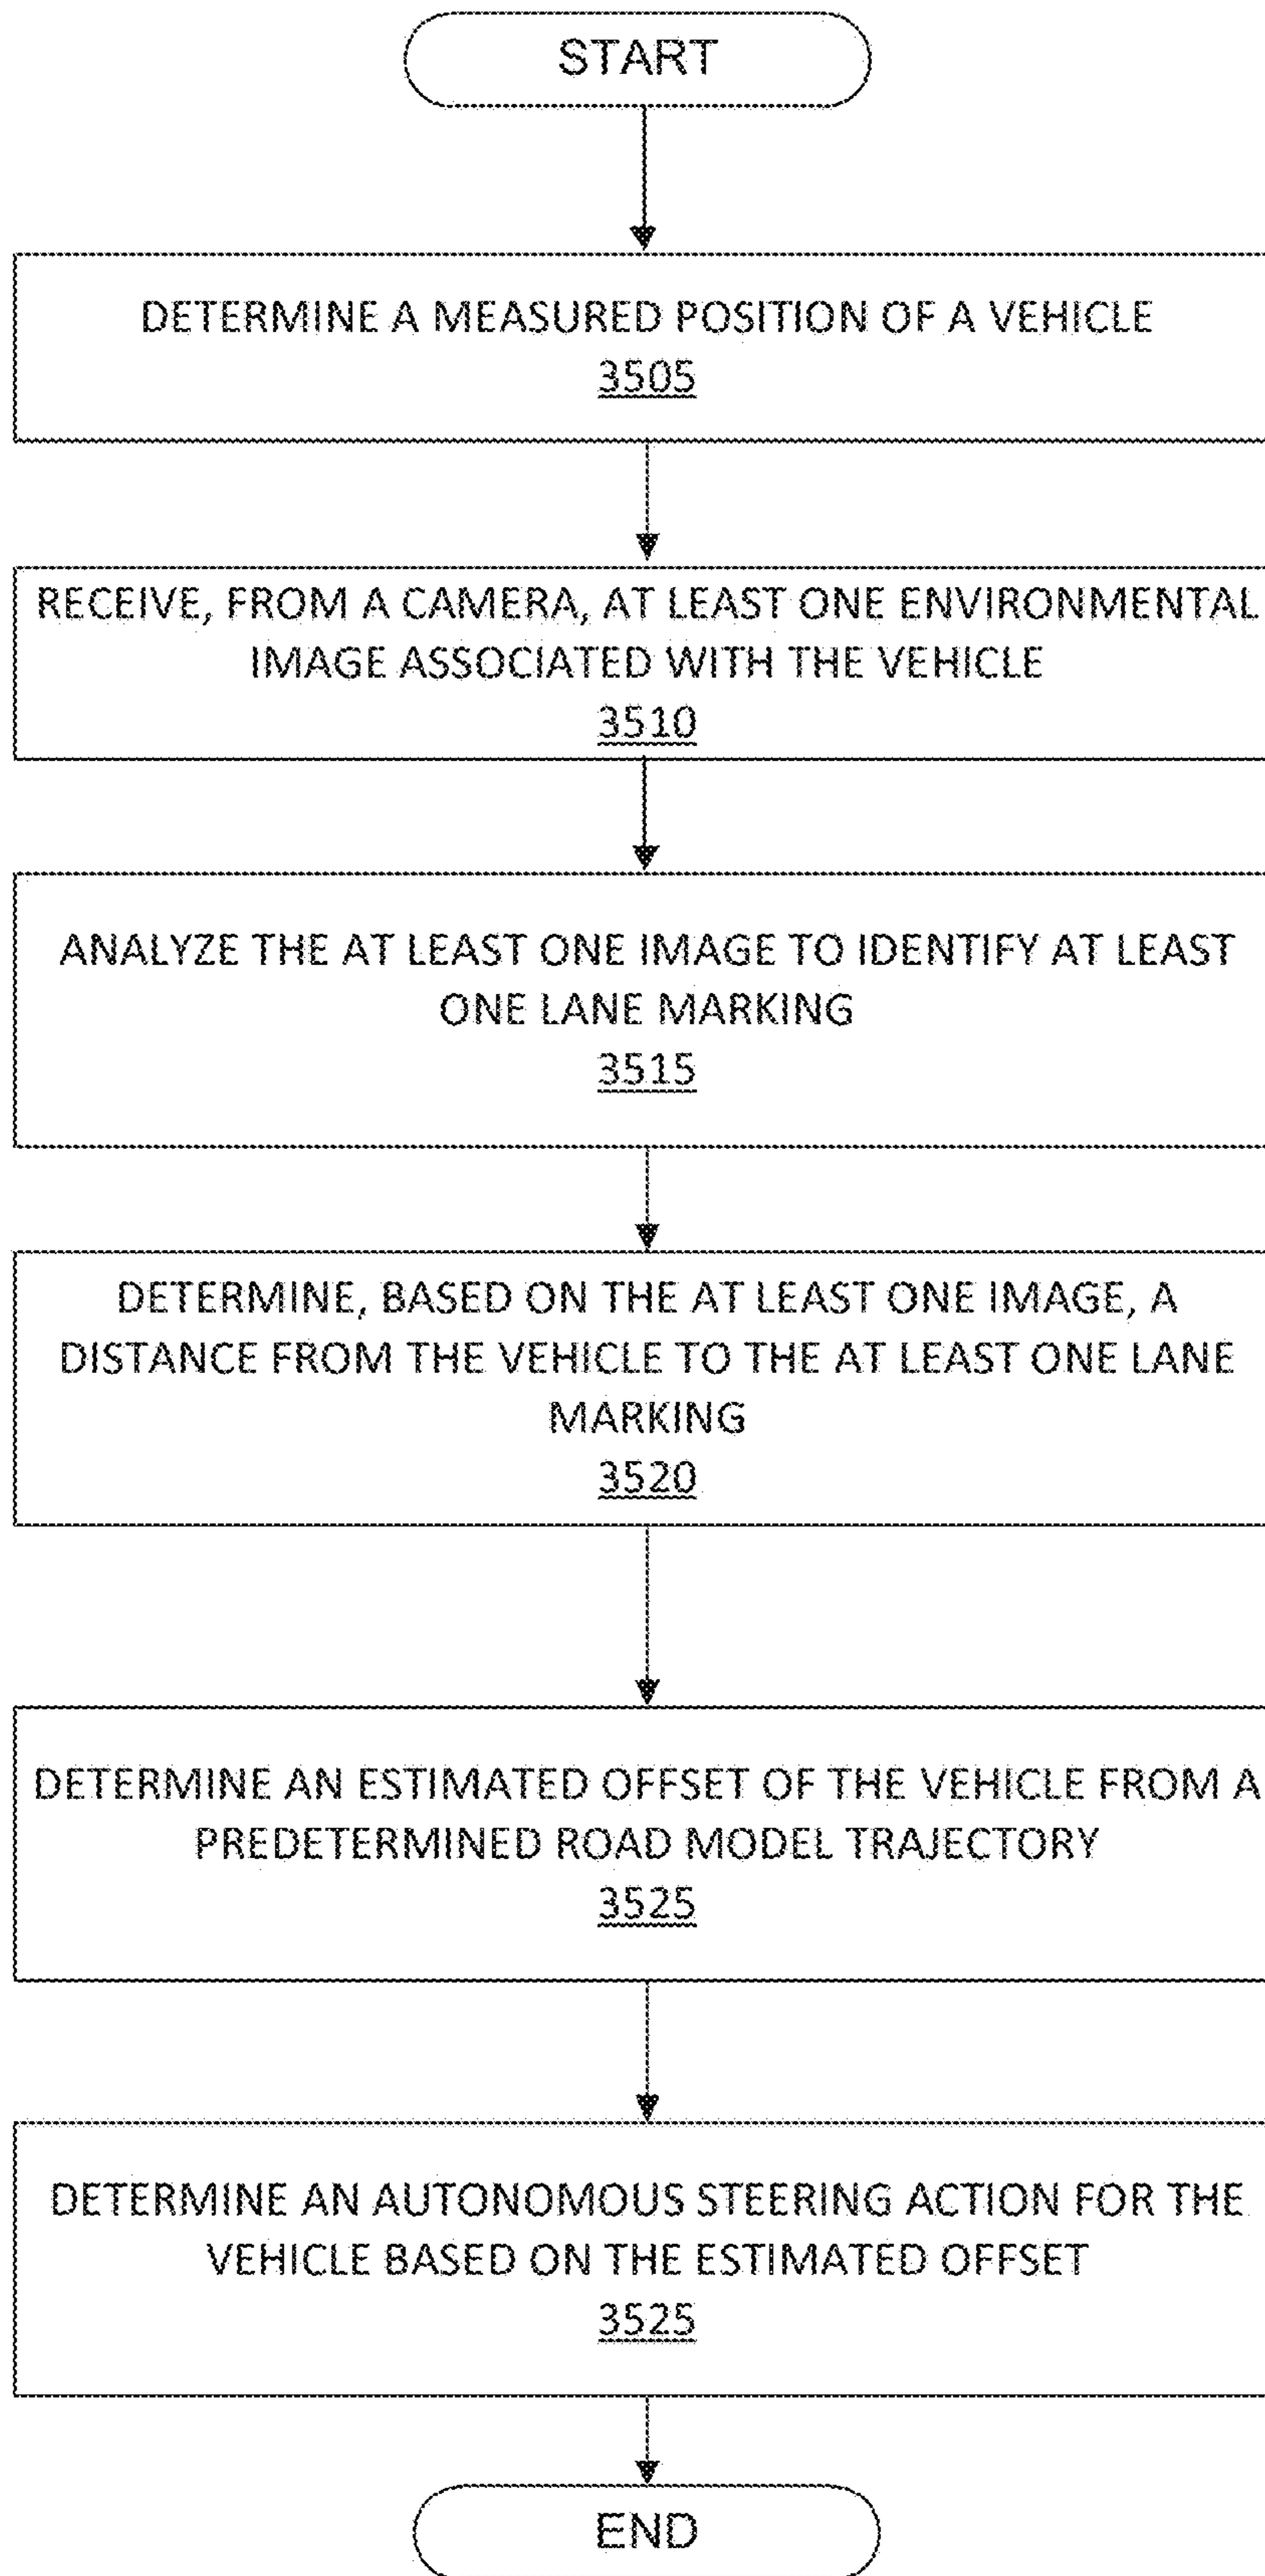 START
DETERMINE A MEASURED POSITION OF A VEHICLE
3505
RECEIVE, FROM A CAMERA, AT LEAST ONE ENVIRONMENTAL
IMAGE ASSOCIATED WITH THE VEHICLE
3510
ANALYZE THE AT LEAST ONE IMAGE TO IDENTIFY AT LEAST
ONE LANE MARKING
3515
DETERMINE, BASED ON THE AT LEAST ONE IMAGE, A
DISTANCE FROM THE VEHICLE TO THE AT LEAST ONE LANE
MARKING
3520
DETERMINE AN ESTIMATED OFFSET OF THE VEHICLE FROM A
PREDETERMINED ROAD MODEL TRAJECTORY
3525
DETERMINE AN AUTONOMOUS STEERING ACTION FOR THE
VEHICLE BASED ON THE ESTIMATED OFFSET
3525
END